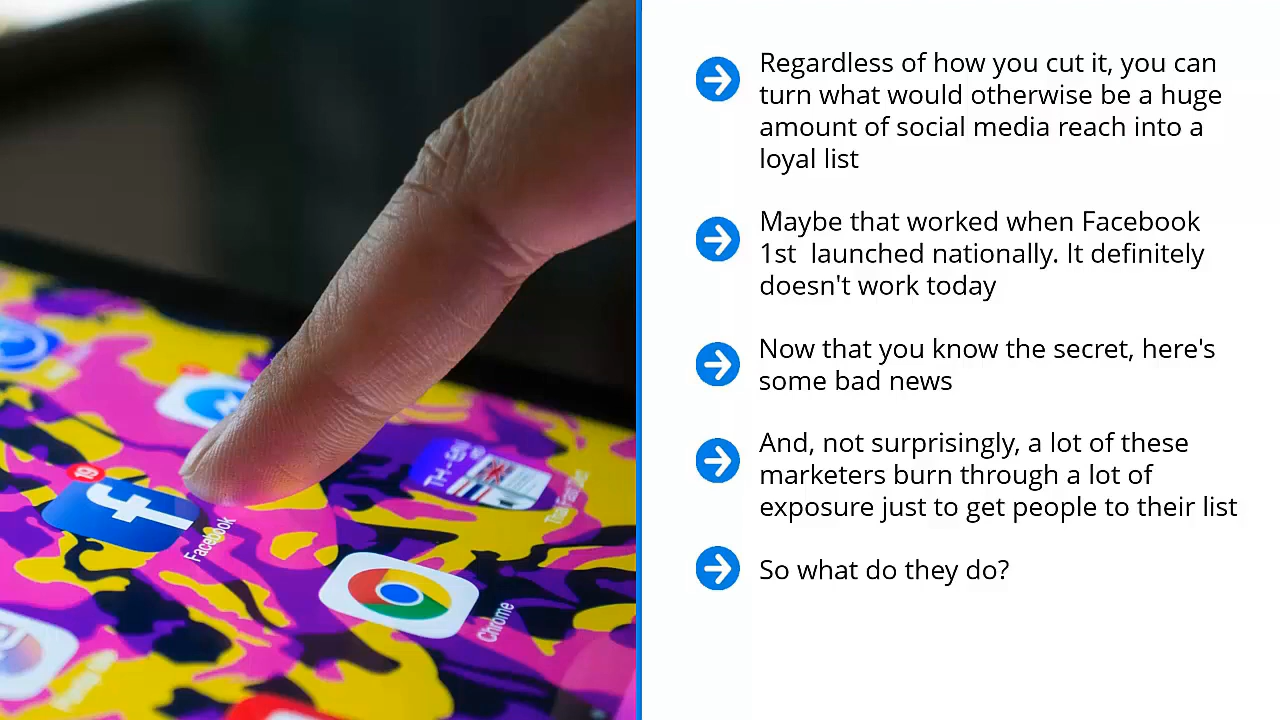 Regardless of how you cut it, you can
turn what would otherwise be a huge
amount of social media reach into a
loyal list
Maybe that worked when Facebook
1st  launched nationally. It definitely
doesn't work today
Now that you know the secret, here's
some bad news
And, not surprisingly, a lot of these
marketers burn through a lot of
exposure just to get people to their list
So what do they do?
19
Facebook
TH - EN
Chrome